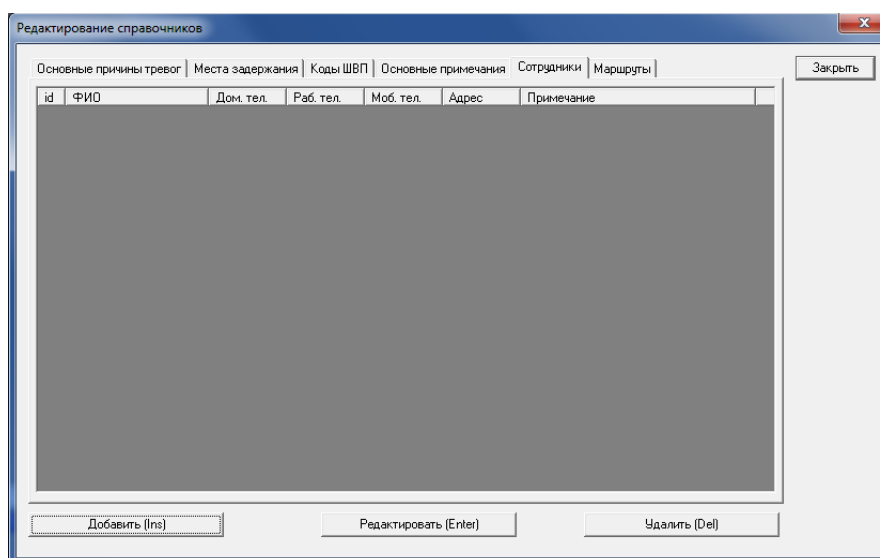 Редактирование справочников
Основные причины тревог Места задержания Коды ШВП Основные примечания Сотрудники Маршруты Закрыть
id ФИО Дом. тел. Раб. тел. Моб. тел. Адрес Примечание
Добавить (Ins) Редактировать (Enter) Удалить (Del)